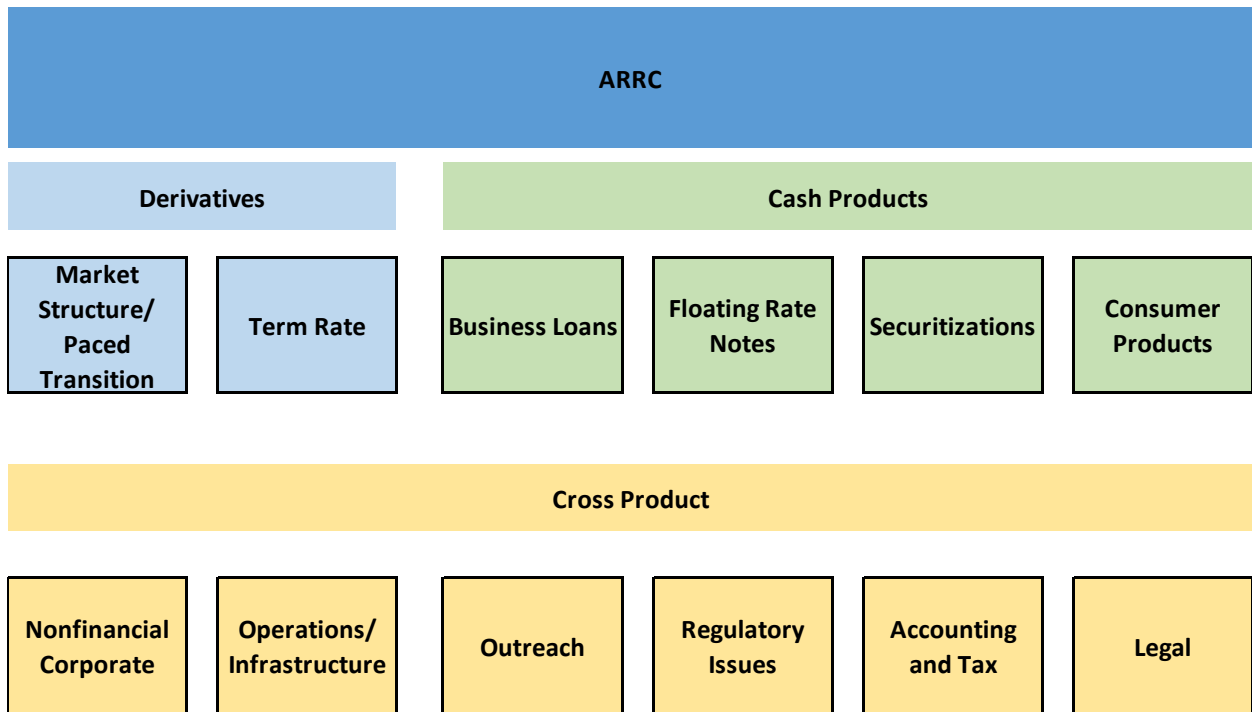 ARRC
Derivatives
Cash Products
Market
Structure/
Paced
Transition
Term Rate
Business Loans
Floating Rate
Notes
Securitizations
Consumer
Products
Cross Product
Nonfinancial
Corporate
Operations/
Infrastructure
Outreach
Regulatory
Issues
Accounting
and Tax
Legal